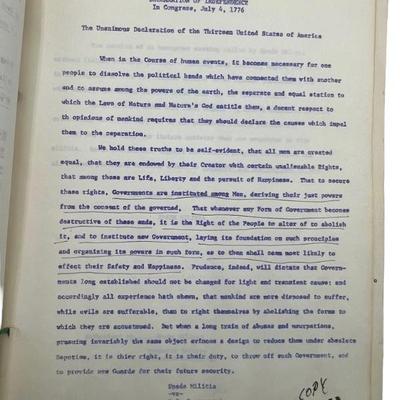 DECLARATION OF INDEPENDENCE
In Congress, July 4, 1776
The Unanimous Declaration of the Thirteen United States of America
When in the Course of human events, it becomes necessary for one
people to dissolve the political bands which have connected them with another
and to assume among the powers of the earth, the separate and equal station to
which the Laws of Nature and Nature's God entitle them, a decent respect to
th opinions of mankind requires that they should declare the causes which impel
them to the separation.
We hold these truths to be self-evident, that all men are created
equal, that they are endowed by their Creator with certain unalienable Rights,
that among these are Life, Liberty and the pursuit of Happiness. That to secure
these rights, Governments are instituted among Men, deriving their just powers
from the consent of the governed, That whenever any Form of Government becomes
destructive of these ends, it is the Right of the People to alter of to abolish
it, and to institute new Government, laying its foundation on such principles
and organizing its powers in such form, as to them shall seem most likely to
effect their Safety and Happiness. Prudence, indeed, will dictate that Govern-
ments long established should not be changed for light and transient cause: and
accordingly all experience hath shewn, that mankind are more disposed to suffer,
while evils are sufferable, than to right themselves by abolishing the forms to
which they are accustomed. But when a long train of abuses and usurpations,
pursuing invariably the same object evinces a design to reduce them under absolute
Depotism, it is thier right, it is their duty, to throw off such Government, and
to provide new Guards for their future security.
Spade Militia
-vs-
COPY